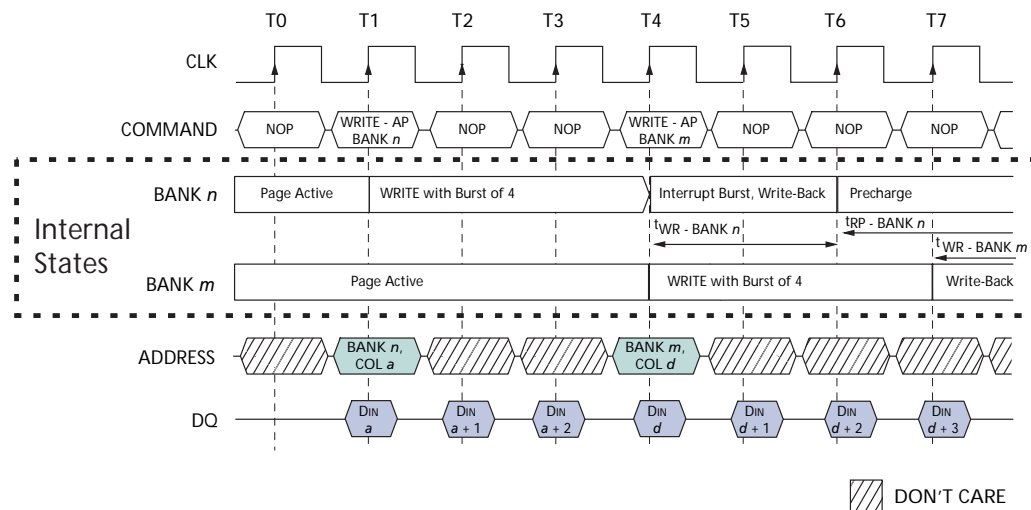 T0 T1 T2 T3 T4 T5 T6 T7
CLK
COMMAND NOP WRITE - AP BANK n NOP NOP WRITE - AP BANK m NOP NOP NOP
BANK n Page Active WRITE with Burst of 4 Interrupt Burst, Write-Back Precharge
Internal States
tWR - BANK n tRP - BANK n
tWR - BANK m
BANK m Page Active WRITE with Burst of 4 Write-Back
ADDRESS BANK n, COL a BANK m, COL d
DQ DIN a DIN a + 1 DIN a + 2 DIN d DIN d + 1 DIN d + 2 DIN d + 3
DON'T CARE